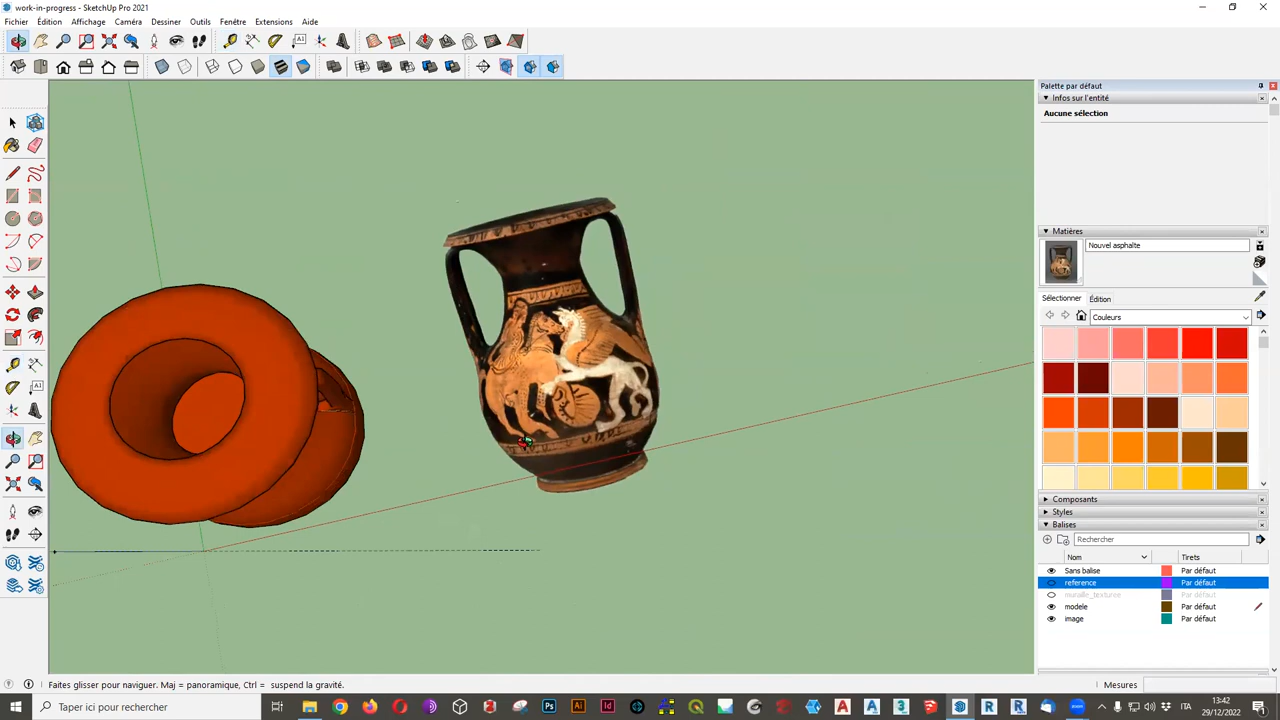 work-in-progress - SketchUp Pro 2021
Fichier Édition Affichage Caméra Dessiner Outils Fenêtre Extensions Aide
Palette par défaut
Infos sur l'entité
Aucune sélection
Matières
Nouvel asphalte
Sélectionner Édition
Couleurs
Composants
Styles
Balises
Rechercher
Nom Tirets
Sans balise Par défaut
reference Par défaut
muraille_texturee Par défaut
modele Par défaut
image Par défaut
Faites glisser pour naviguer. Maj = panoramique, Ctrl = suspend la gravité.
Mesures
Taper ici pour rechercher
ITA
13:42
29/12/2022